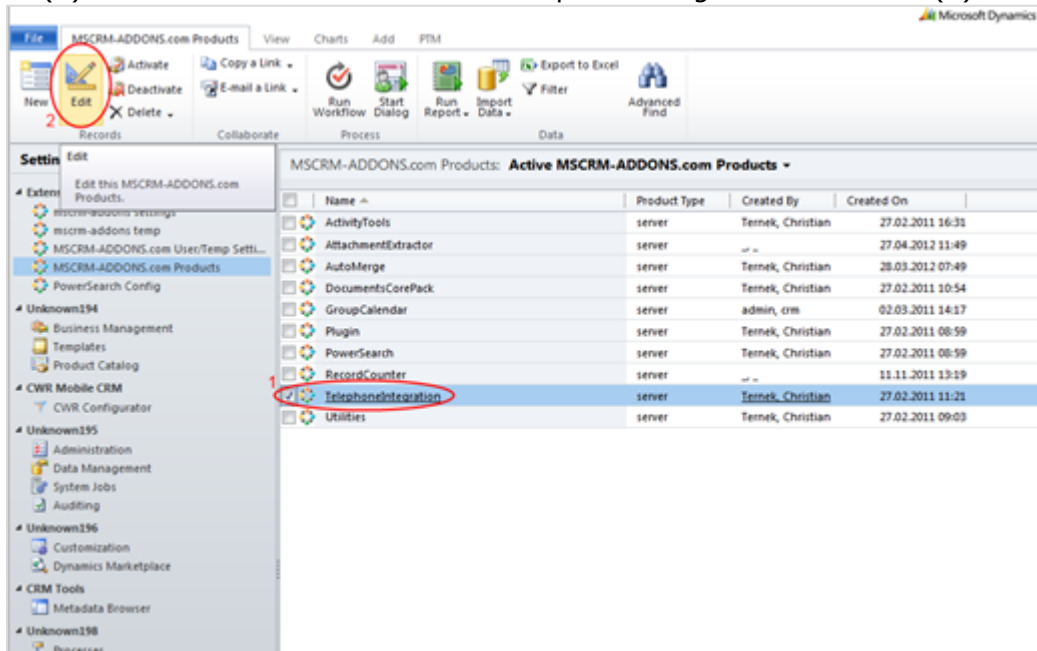 Microsoft Dynamics
File MSCRM-ADDONS.com Products View Charts Add PTM
New
Edit
2
Activate
Deactivate
Delete
Records
Copy a Link
E-mail a Link
Collaborate
Run Workflow
Start Dialog
Process
Run Report
Import Data
Export to Excel
Filter
Data
Advanced Find
Settin
Edit
Edit this MSCRM-ADDONS.com
Products.
Extens
mscrm-addons settings
mscrm-addons temp
MSCRM-ADDONS.com User/Temp Setti...
MSCRM-ADDONS.com Products
PowerSearch Config
Unknown194
Business Management
Templates
Product Catalog
CWR Mobile CRM
CWR Configurator
Unknown195
Administration
Data Management
System Jobs
Auditing
Unknown196
Customization
Dynamics Marketplace
CRM Tools
Metadata Browser
Unknown198
Processes
MSCRM-ADDONS.com Products: Active MSCRM-ADDONS.com Products
Name Product Type Created By Created On
ActivityTools server Ternek, Christian 27.02.2011 16:31
AttachmentExtractor server 27.04.2012 11:49
AutoMerge server Ternek, Christian 28.03.2012 07:49
DocumentsCorePack server Ternek, Christian 27.02.2011 10:54
GroupCalendar server admin, crm 02.03.2011 14:17
Plugin server Ternek, Christian 27.02.2011 08:59
PowerSearch server Ternek, Christian 27.02.2011 08:59
RecordCounter server 11.11.2011 13:19
1 TelephoneIntegration server Ternek, Christian 27.02.2011 11:21
Utilities server Ternek, Christian 27.02.2011 09:03